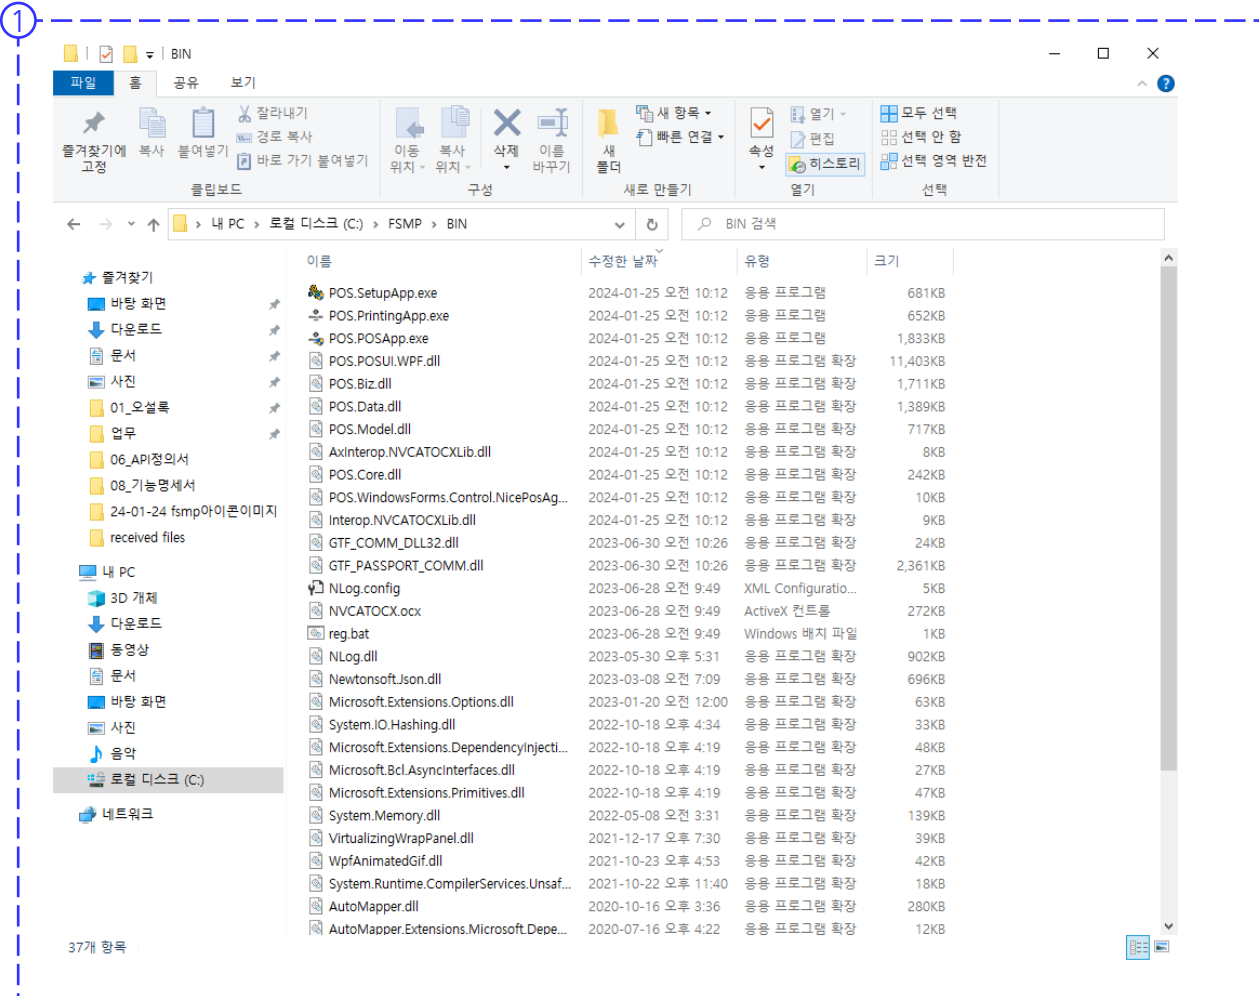 1
BIN
파일 홈 공유 보기
즐겨찾기에 고정
복사
붙여넣기
잘라내기
경로 복사
바로 가기 붙여넣기
클립보드
이동 위치
복사 위치
삭제
이름 바꾸기
구성
새 폴더
새 항목
빠른 연결
새로 만들기
속성
열기
편집
히스토리
열기
모두 선택
선택 안 함
선택 영역 반전
선택
내 PC > 로컬 디스크 (C:) > FSMP > BIN
BIN 검색
즐겨찾기
바탕 화면
다운로드
문서
사진
01_오설록
업무
06_API정의서
08_기능명세서
24-01-24 fsmp아이콘이미지
received files
내 PC
3D 개체
다운로드
동영상
문서
바탕 화면
사진
음악
로컬 디스크 (C:)
네트워크
이름 수정한 날짜 유형 크기
POS.SetupApp.exe 2024-01-25 오전 10:12 응용 프로그램 681KB
POS.PrintingApp.exe 2024-01-25 오전 10:12 응용 프로그램 652KB
POS.POSApp.exe 2024-01-25 오전 10:12 응용 프로그램 1,833KB
POS.POSUI.WPF.dll 2024-01-25 오전 10:12 응용 프로그램 확장 11,403KB
POS.Biz.dll 2024-01-25 오전 10:12 응용 프로그램 확장 1,711KB
POS.Data.dll 2024-01-25 오전 10:12 응용 프로그램 확장 1,389KB
POS.Model.dll 2024-01-25 오전 10:12 응용 프로그램 확장 717KB
AxInterop.NVCATOCXLib.dll 2024-01-25 오전 10:12 응용 프로그램 확장 8KB
POS.Core.dll 2024-01-25 오전 10:12 응용 프로그램 확장 242KB
POS.WindowsForms.Control.NicePosAg... 2024-01-25 오전 10:12 응용 프로그램 확장 10KB
Interop.NVCATOCXLib.dll 2024-01-25 오전 10:12 응용 프로그램 확장 9KB
GTF_COMM_DLL32.dll 2023-06-30 오전 10:26 응용 프로그램 확장 24KB
GTF_PASSPORT_COMM.dll 2023-06-30 오전 10:26 응용 프로그램 확장 2,361KB
NLog.config 2023-06-28 오전 9:49 XML Configuratio... 5KB
NVCATOCX.ocx 2023-06-28 오전 9:49 ActiveX 컨트롤 272KB
reg.bat 2023-06-28 오전 9:49 Windows 배치 파일 1KB
NLog.dll 2023-05-30 오후 5:31 응용 프로그램 확장 902KB
Newtonsoft.Json.dll 2023-03-08 오전 7:09 응용 프로그램 확장 696KB
Microsoft.Extensions.Options.dll 2023-01-20 오전 12:00 응용 프로그램 확장 63KB
System.IO.Hashing.dll 2022-10-18 오후 4:34 응용 프로그램 확장 33KB
Microsoft.Extensions.DependencyInjecti... 2022-10-18 오후 4:19 응용 프로그램 확장 48KB
Microsoft.Bcl.AsyncInterfaces.dll 2022-10-18 오후 4:19 응용 프로그램 확장 27KB
Microsoft.Extensions.Primitives.dll 2022-10-18 오후 4:19 응용 프로그램 확장 47KB
System.Memory.dll 2022-05-08 오전 3:31 응용 프로그램 확장 139KB
VirtualizingWrapPanel.dll 2021-12-17 오후 7:30 응용 프로그램 확장 39KB
WpfAnimatedGif.dll 2021-10-23 오후 4:53 응용 프로그램 확장 42KB
System.Runtime.CompilerServices.Unsaf... 2021-10-22 오후 11:40 응용 프로그램 확장 18KB
AutoMapper.dll 2020-10-16 오후 3:36 응용 프로그램 확장 280KB
AutoMapper.Extensions.Microsoft.Depe... 2020-07-16 오후 4:22 응용 프로그램 확장 12KB
37개 항목